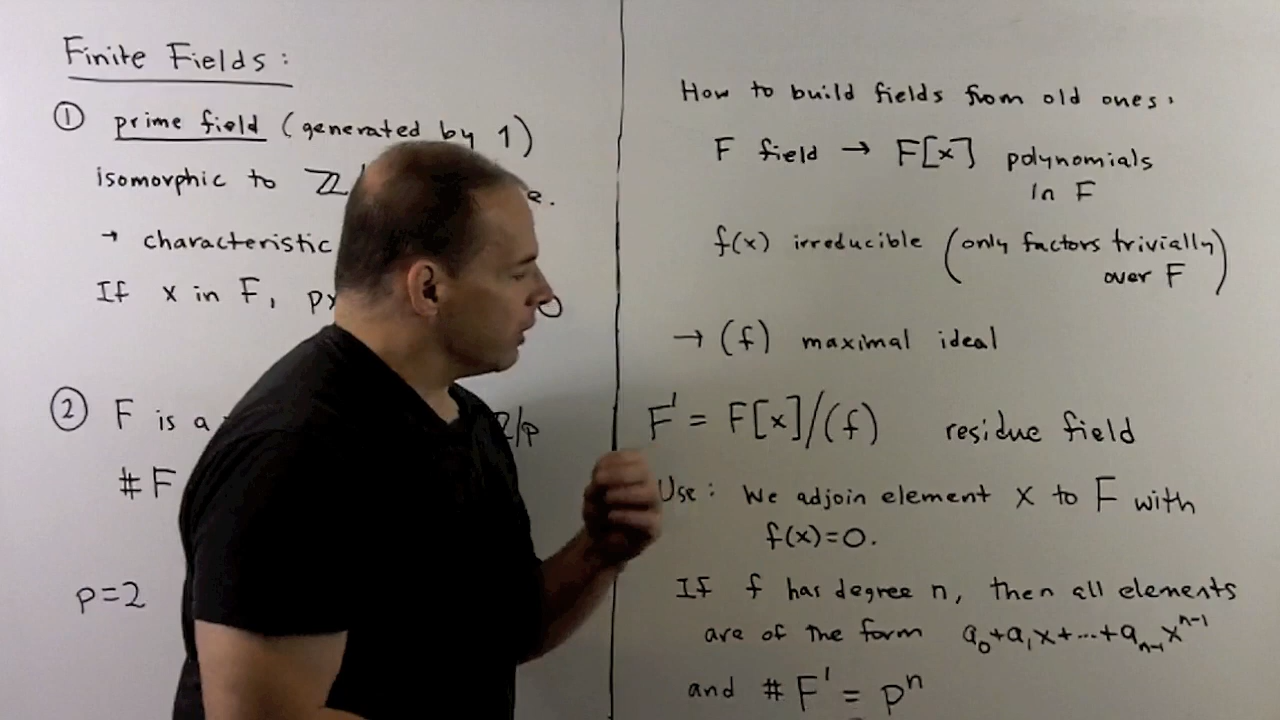 Finite Fields:
① prime field (generated by 1)
isomorphic to ℤ/ e.
→ characteristic
If x in F, px 0
② F is a ℤ/p
#F
p=2
How to build fields from old ones:
F field → F[x] polynomials
in F
f(x) irreducible (only factors trivially
over F)
→ (f) maximal ideal
F' = F[x]/(f) residue field
Use: We adjoin element x to F with
f(x)=0.
If f has degree n, then all elements
are of the form a₀+a₁x+...+aₙ₋₁xⁿ⁻¹
and #F' = pⁿ